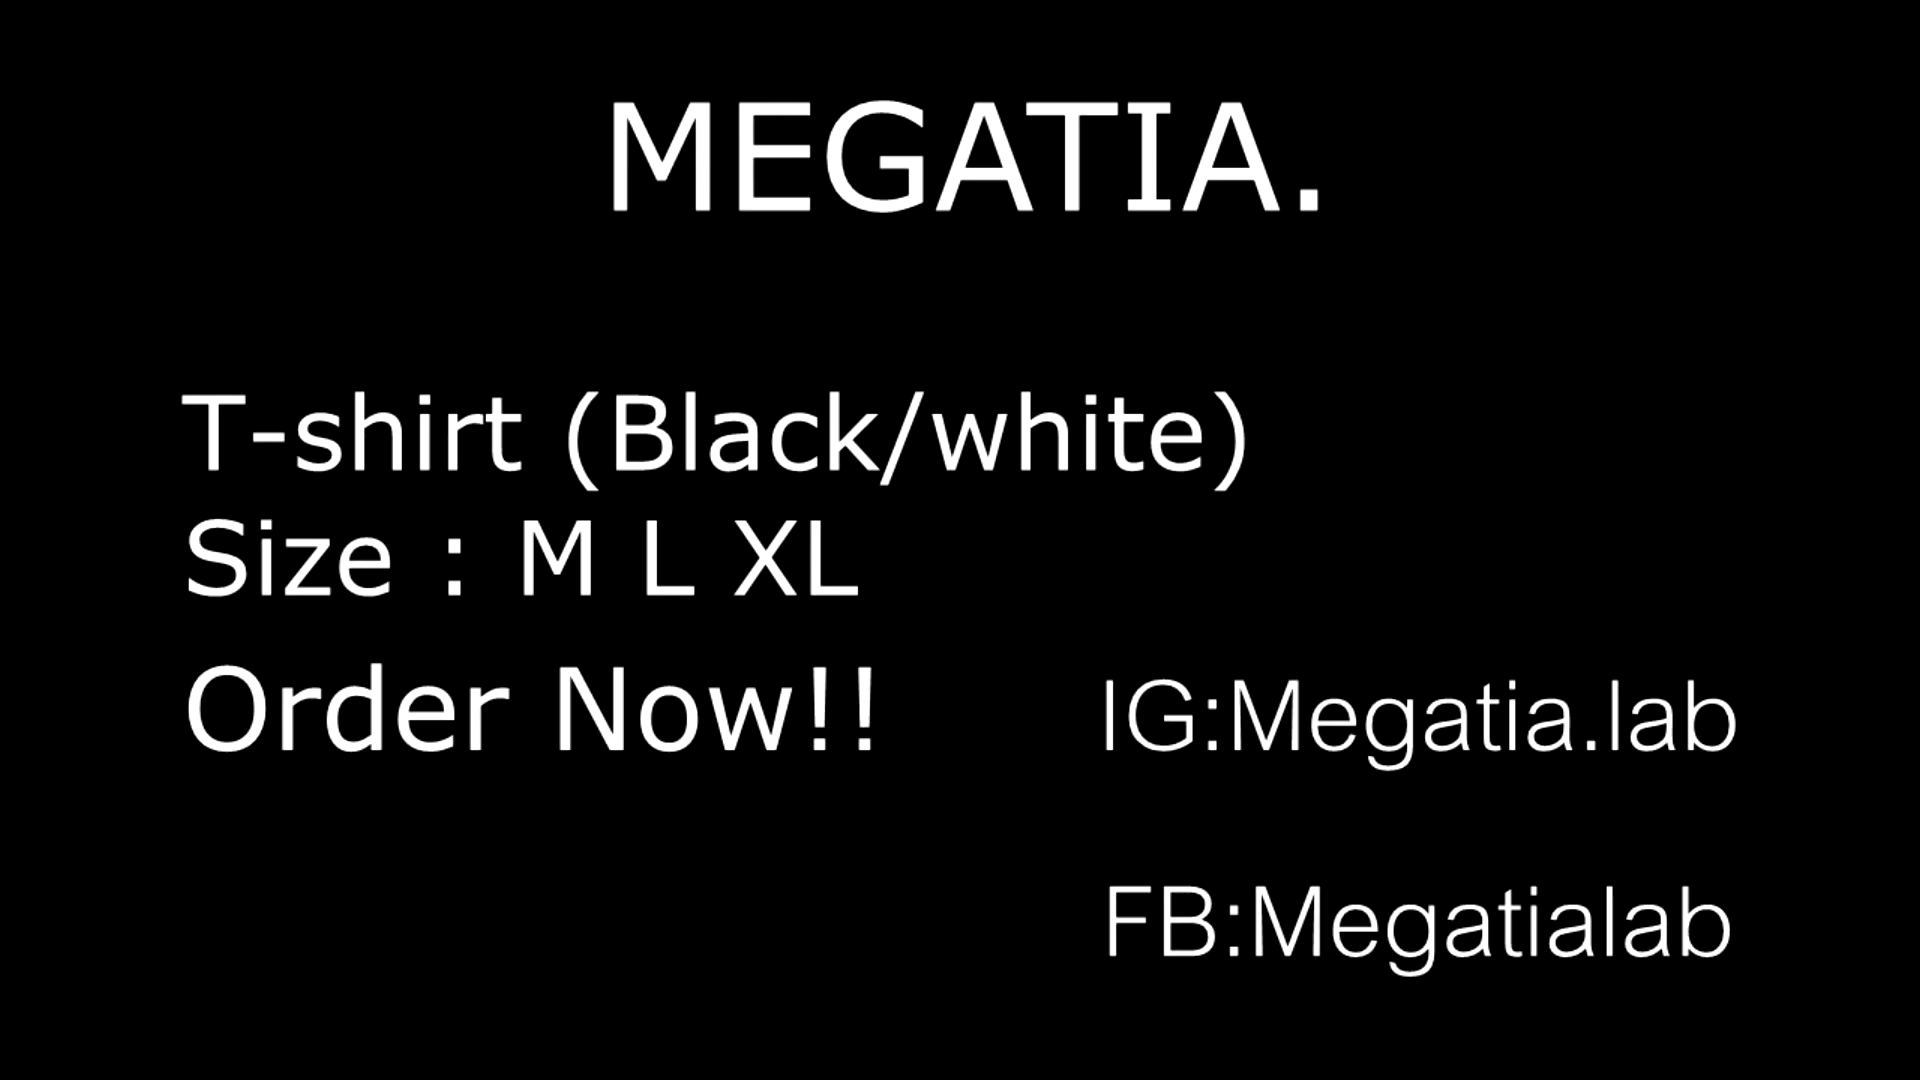 MEGATIA.
T-shirt (Black/white)
Size : M L XL
Order Now!!
IG:Megatia.lab
FB:Megatialab